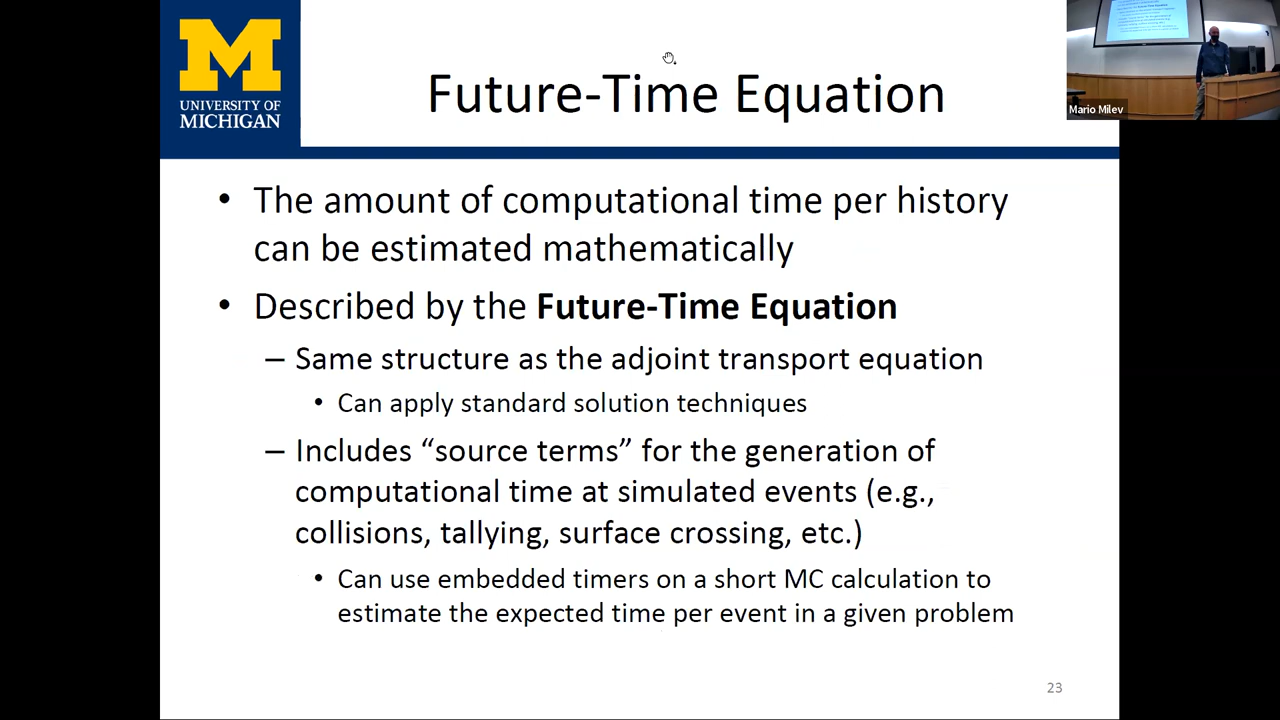 UNIVERSITY OF
MICHIGAN
Future-Time Equation
Mario Milev
• The amount of computational time per history
can be estimated mathematically
• Described by the Future-Time Equation
– Same structure as the adjoint transport equation
• Can apply standard solution techniques
– Includes “source terms” for the generation of
computational time at simulated events (e.g.,
collisions, tallying, surface crossing, etc.)
• Can use embedded timers on a short MC calculation to
estimate the expected time per event in a given problem
23